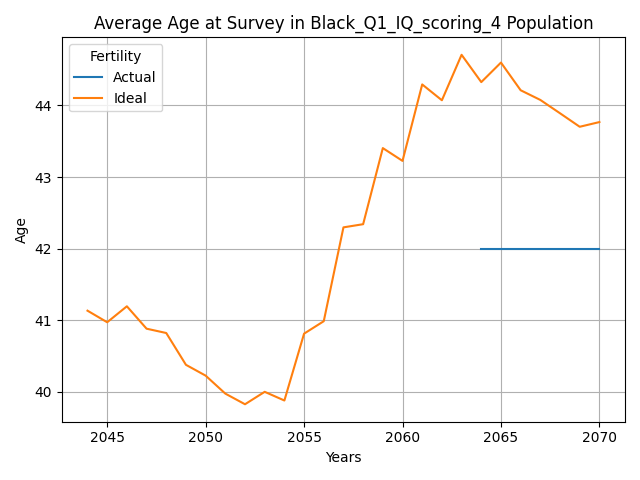 Average Age at Survey in Black_Q1_IQ_scoring_4 Population
Fertility
Actual
Ideal
Age
44
43
42
41
40
2045 2050 2055 2060 2065 2070
Years